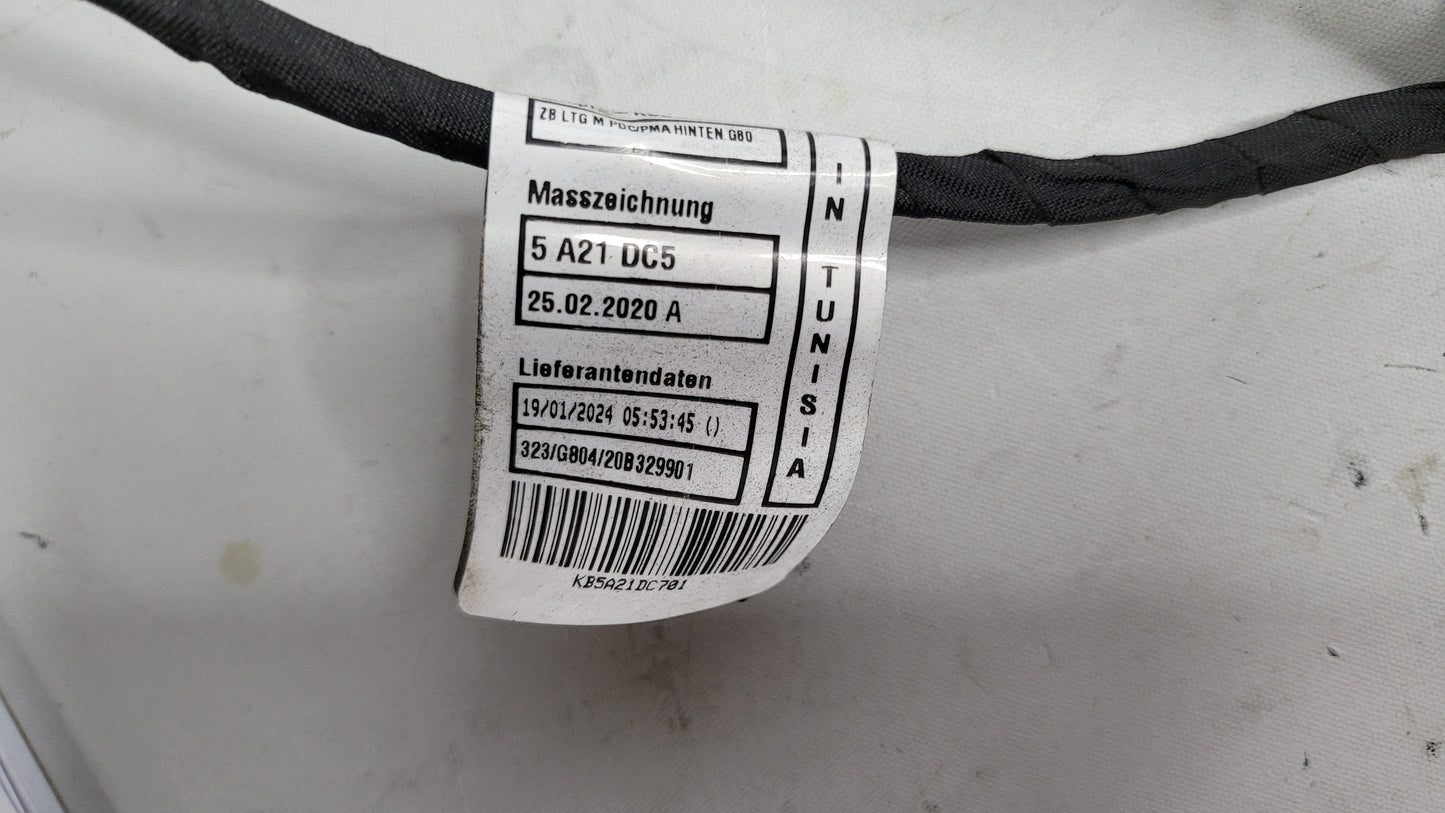 ZB LTG M PDC/PMA HINTEN G80
Masszeichnung
5 A21 DC5
25.02.2020 A
Lieferantendaten
19/01/2024 05:53:45 ()
323/G804/20B329901
KB5A21DC701
IN TUNISIA